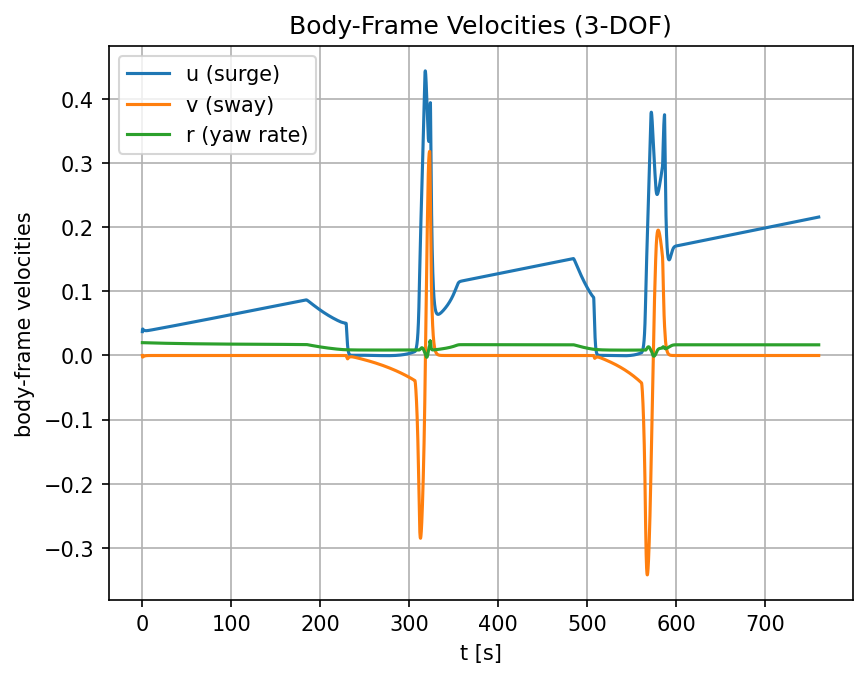 Body-Frame Velocities (3-DOF)
u (surge)
v (sway)
r (yaw rate)
body-frame velocities
0.4
0.3
0.2
0.1
0.0
−0.1
−0.2
−0.3
0 100 200 300 400 500 600 700
t [s]